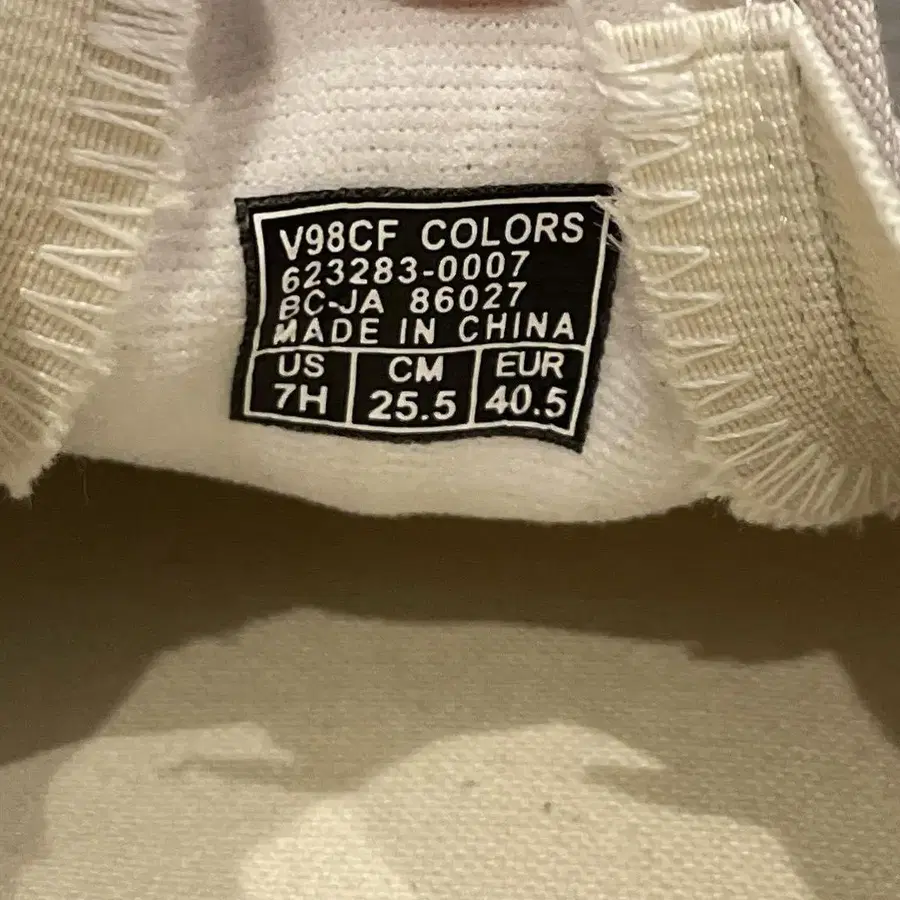 V98CF COLORS
623283-0007
BC-JA 86027
MADE IN CHINA
US CM EUR
7H 25.5 40.5